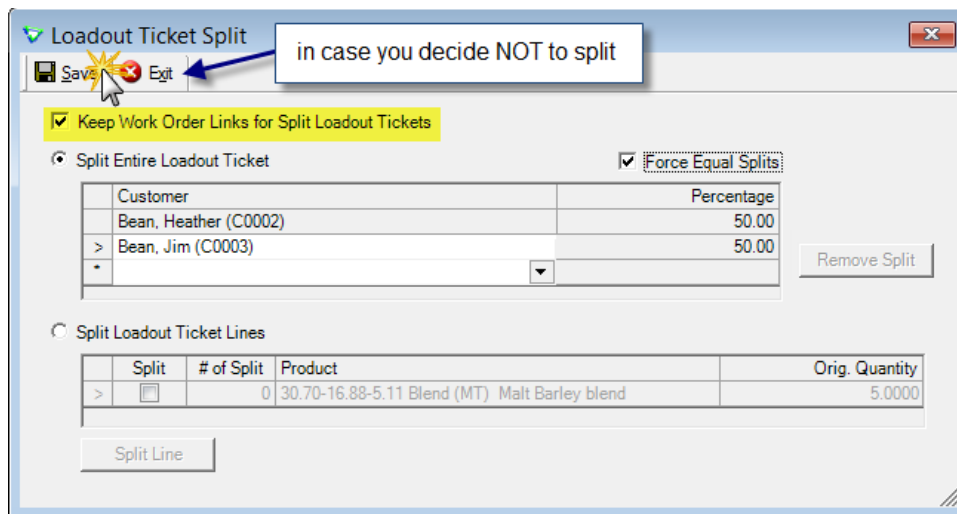 Loadout Ticket Split
in case you decide NOT to split
Save Exit
Keep Work Order Links for Split Loadout Tickets
Split Entire Loadout Ticket Force Equal Splits
Customer Percentage
Bean, Heather (C0002) 50.00
> Bean, Jim (C0003) 50.00
*
Remove Split
Split Loadout Ticket Lines
Split # of Split Product Orig. Quantity
> 0 30.70-16.88-5.11 Blend (MT) Malt Barley blend 5.0000
Split Line